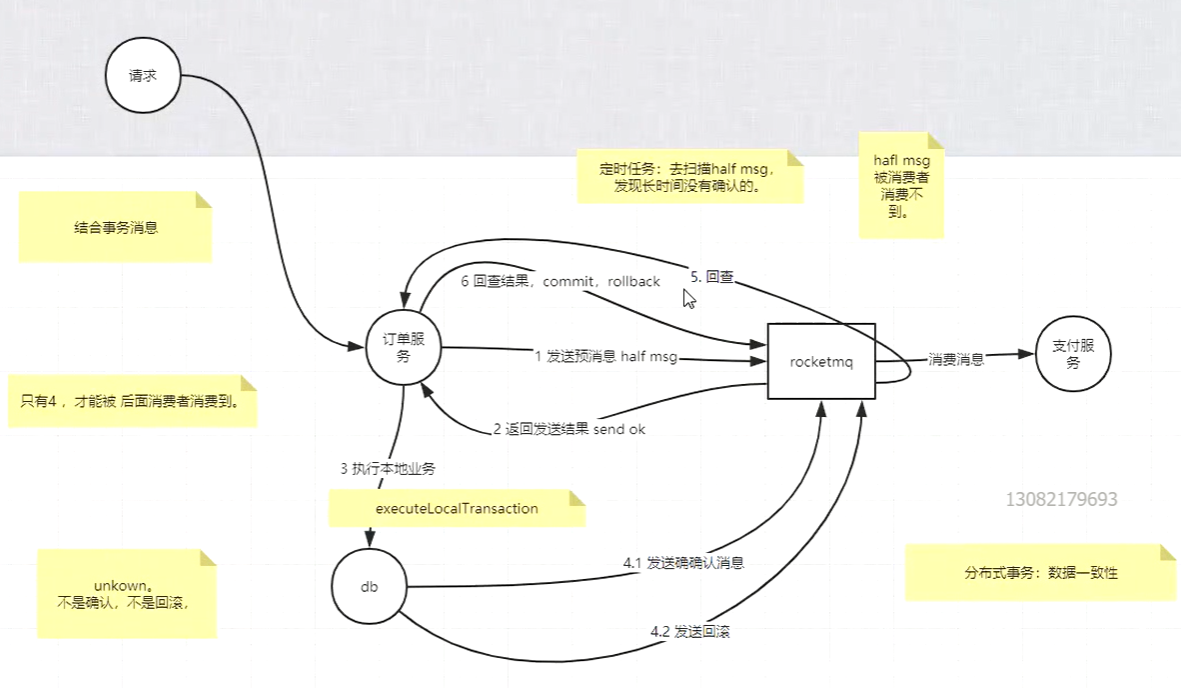 请求
定时任务：去扫描half msg，
发现长时间没有确认的。
hafl msg
被消费者
消费不
到。
结合事务消息
6 回查结果，commit，rollback
5. 回查
订单服
务
1 发送预消息 half msg
rocketmq
消费消息
支付服
务
只有4 ，才能被 后面消费者消费到。
2 返回发送结果 send ok
3 执行本地业务
executeLocalTransaction
13082179693
4.1 发送确确认消息
分布式事务：数据一致性
unkown。
不是确认，不是回滚，
db
4.2 发送回滚